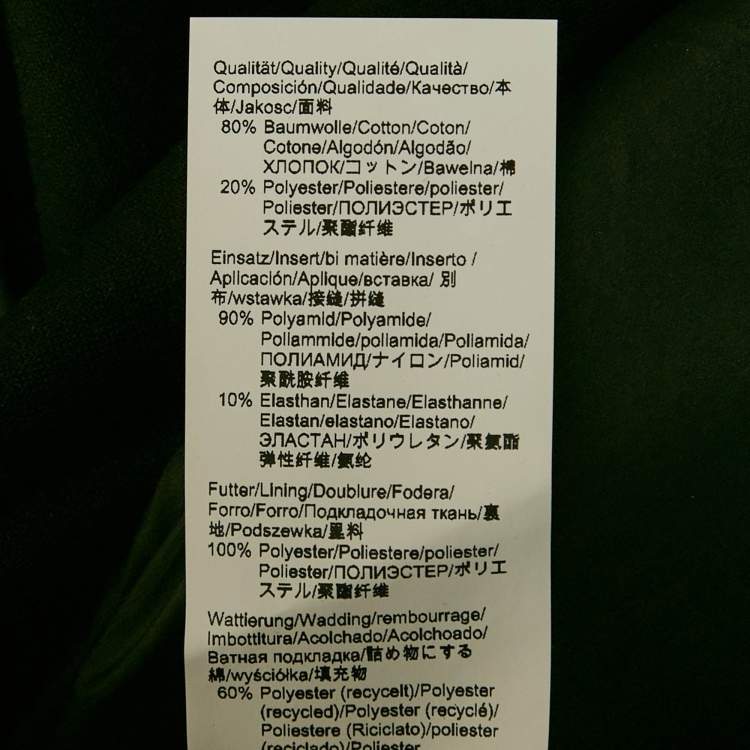 Qualität/Quality/Qualité/Qualità/
Composición/Qualidade/Качество/本
体/Jakosc/面料
80% Baumwolle/Cotton/Coton/
Cotone/Algodón/Algodão/
ХЛОПОК/コットン/Bawelna/棉
20% Polyester/Poliestere/poliester/
Poliester/ПОЛИЭСТЕР/ポリエ
ステル/聚酯纤维
Einsatz/Insert/bi matière/Inserto /
Aplicación/Aplique/вставка/ 別
布/wstawka/接缝/拼缝
90% Polyamid/Polyamide/
Poliammide/poliamida/Poliamida/
ПОЛИАМИД/ナイロン/Poliamid/
聚酰胺纤维
10% Elasthan/Elastane/Elasthanne/
Elastan/elastano/Elastano/
ЭЛАСТАН/ポリウレタン/聚氨酯
弹性纤维/氨纶
Futter/Lining/Doublure/Fodera/
Forro/Forro/Подкладочная ткань/裏
地/Podszewka/里料
100% Polyester/Poliestere/poliester/
Poliester/ПОЛИЭСТЕР/ポリエ
ステル/聚酯纤维
Wattierung/Wadding/rembourrage/
Imbottitura/Acolchado/Acolchoado/
Ватная подкладка/詰め物にする
綿/wyściółka/填充物
60% Polyester (recycelt)/Polyester
(recycled)/Polyester (recyclé)/
Poliestere (Riciclato)/poliester
(reciclado)/Poliester